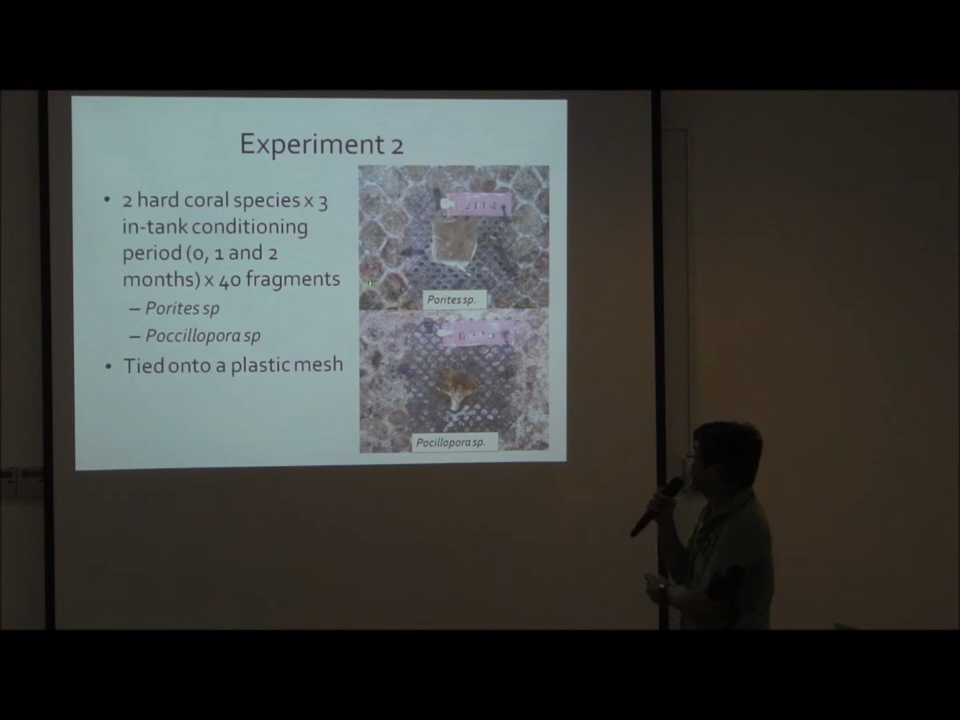 Experiment 2
• 2 hard coral species x 3
in-tank conditioning
period (0, 1 and 2
months) x 40 fragments
– Porites sp
– Poccillopora sp
• Tied onto a plastic mesh
Porites sp.
Pocillopora sp.